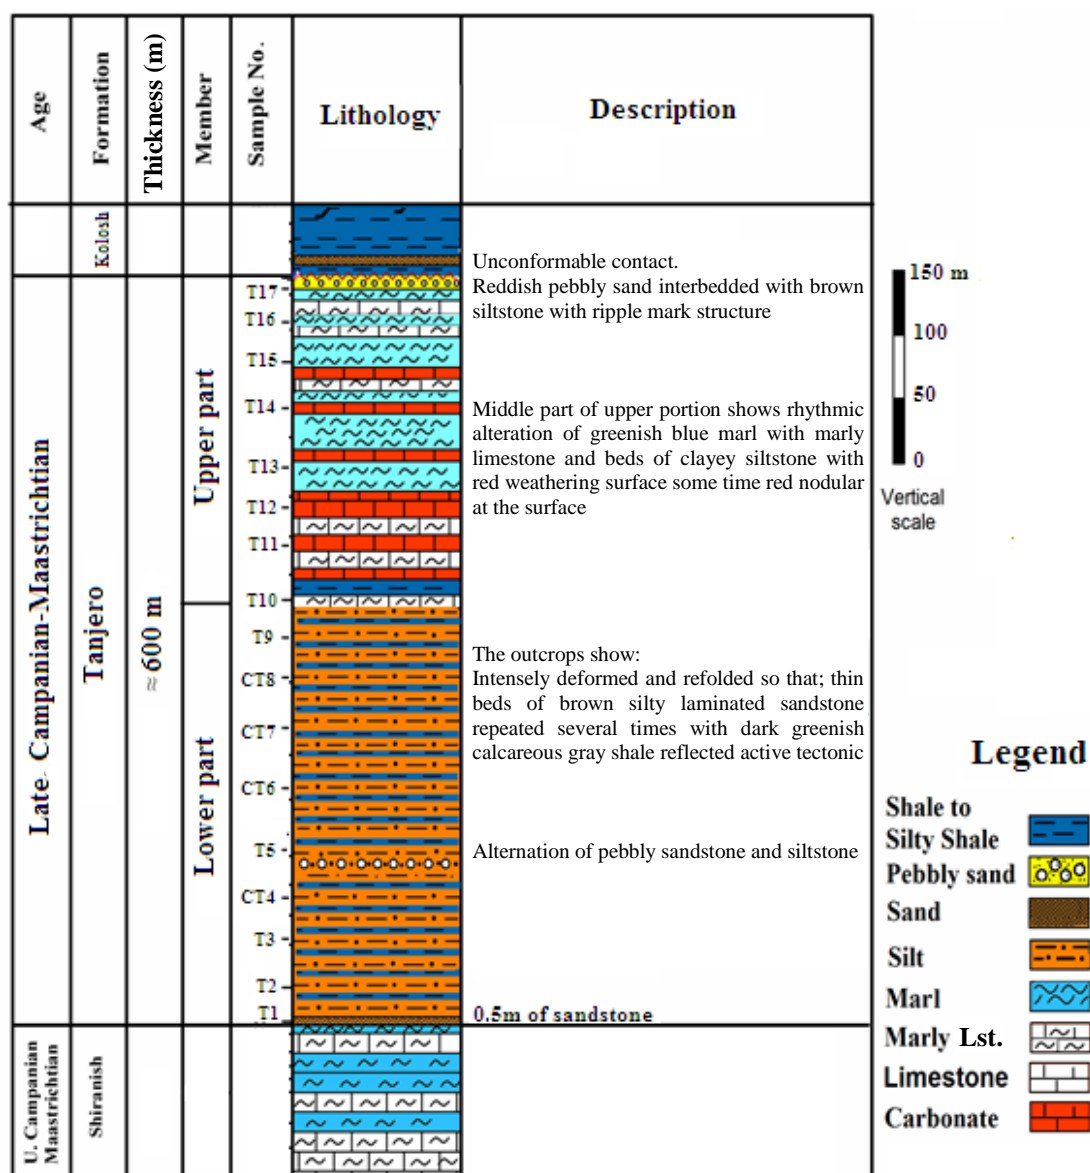 Age
Formation
Thickness (m)
Member
Sample No.
Lithology
Description
Kolosh
Late- Campanian-Maastrichtian
Tanjero
≈ 600 m
Upper part
Lower part
U. Campanian
Maastrichtian
Shiranish
T17
T16
T15
T14
T13
T12
T11
T10
T9
CT8
CT7
CT6
T5
CT4
T3
T2
T1
Unconformable contact.
Reddish pebbly sand interbedded with brown
siltstone with ripple mark structure
Middle part of upper portion shows rhythmic
alteration of greenish blue marl with marly
limestone and beds of clayey siltstone with
red weathering surface some time red nodular
at the surface
The outcrops show:
Intensely deformed and refolded so that; thin
beds of brown silty laminated sandstone
repeated several times with dark greenish
calcareous gray shale reflected active tectonic
Alternation of pebbly sandstone and siltstone
0.5m of sandstone
150 m
100
50
0
Vertical
scale
Legend
Shale to
Silty Shale
Pebbly sand
Sand
Silt
Marl
Marly Lst.
Limestone
Carbonate